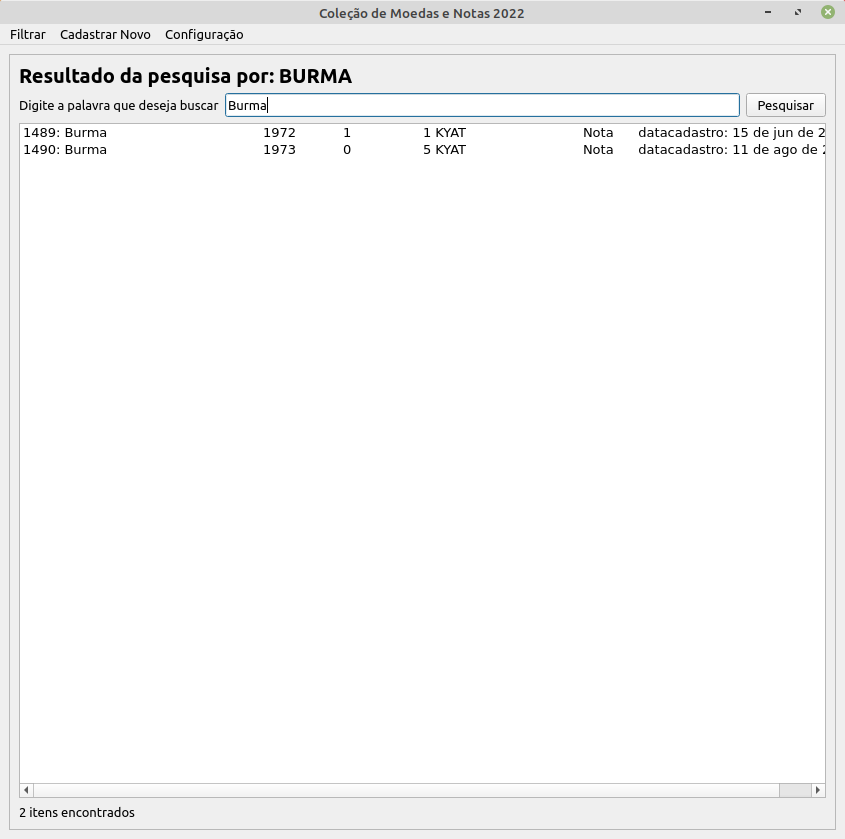 Coleção de Moedas e Notas 2022
Filtrar Cadastrar Novo Configuração
Resultado da pesquisa por: BURMA
Digite a palavra que deseja buscar Burma Pesquisar
1489: Burma 1972 1 1 KYAT Nota datacadastro: 15 de jun de 2
1490: Burma 1973 0 5 KYAT Nota datacadastro: 11 de ago de
2 itens encontrados